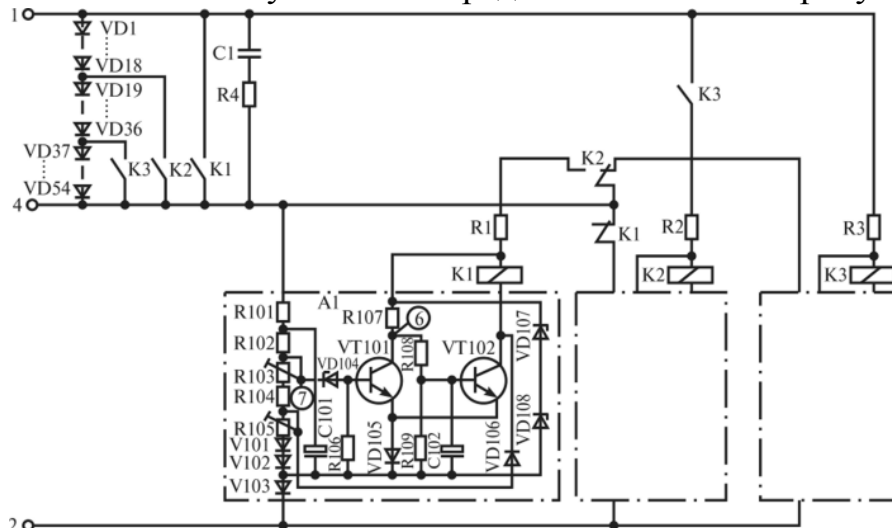 1
VD1
VD18
VD19
VD36
VD37
VD54
K3
K2
K1
C1
R4
K3
K2
K1
4
R1
R2
R3
K1
K2
K3
A1
R101
R102
R103
R104
R105
V101
V102
V103
R107
6
VT101
R108
VT102
VD107
VD104
7
C101
R106
VD105
R109
C102
VD106
VD108
2